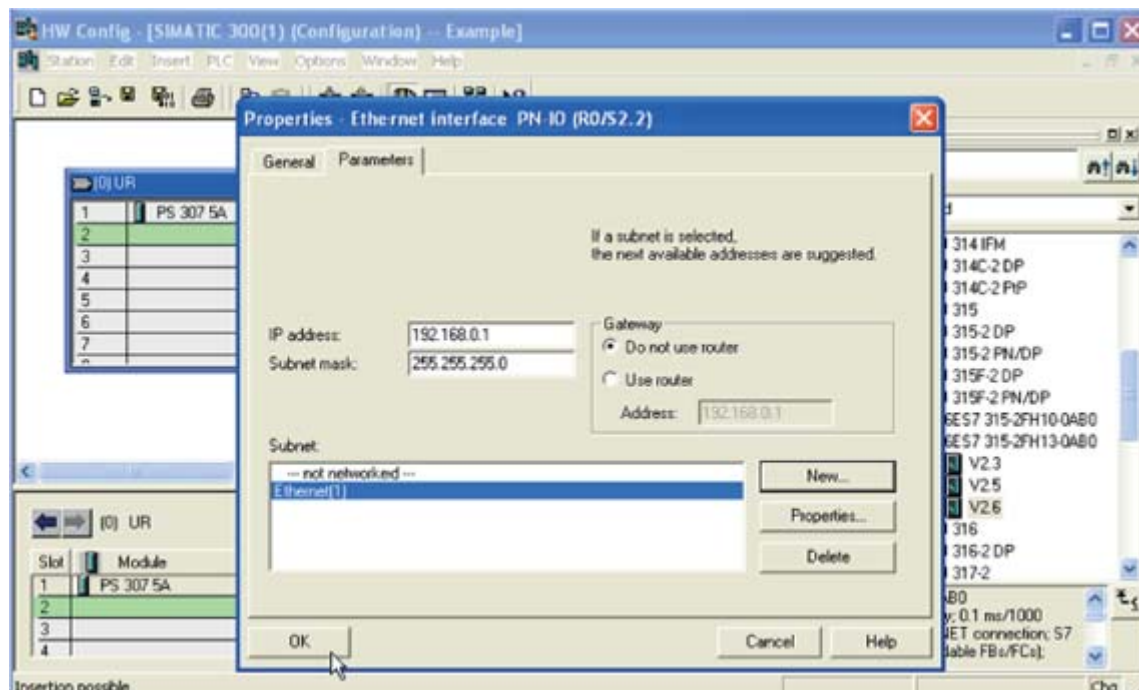 HW Config - [SIMATIC 300(1) (Configuration) -- Example]
Station Edit Insert PLC View Options Window Help
Properties - Ethernet interface PN-IO (R0/S2.2)
General Parameters
If a subnet is selected,
the next available addresses are suggested.
IP address: 192.168.0.1
Subnet mask: 255.255.255.0
Gateway
Do not use router
Use router
Address: 192.168.0.1
Subnet:
--- not networked ---
Ethernet(1)
New...
Properties...
Delete
OK
Cancel
Help
(0) UR
1 PS 307 5A
2
3
4
5
6
7
(0) UR
Slot Module
1 PS 307 5A
2
3
4
314 IFM
314C-2 DP
314C-2 PtP
315
315-2 DP
315-2 PN/DP
315F-2 DP
315F-2 PN/DP
6ES7 315-2FH10-0AB0
6ES7 315-2FH13-0AB0
V2.3
V2.5
V2.6
316
316-2 DP
317-2
AB0
y; 0.1 ms/1000
NET connection; S7
dable FBs/FCs);
Insertion possible
Chg